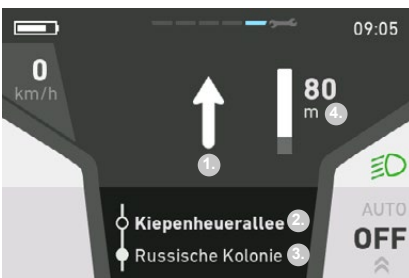 09:05
0
km/h
80
m 4.
1.
Kiepenheuerallee 2.
Russische Kolonie 3.
AUTO
OFF